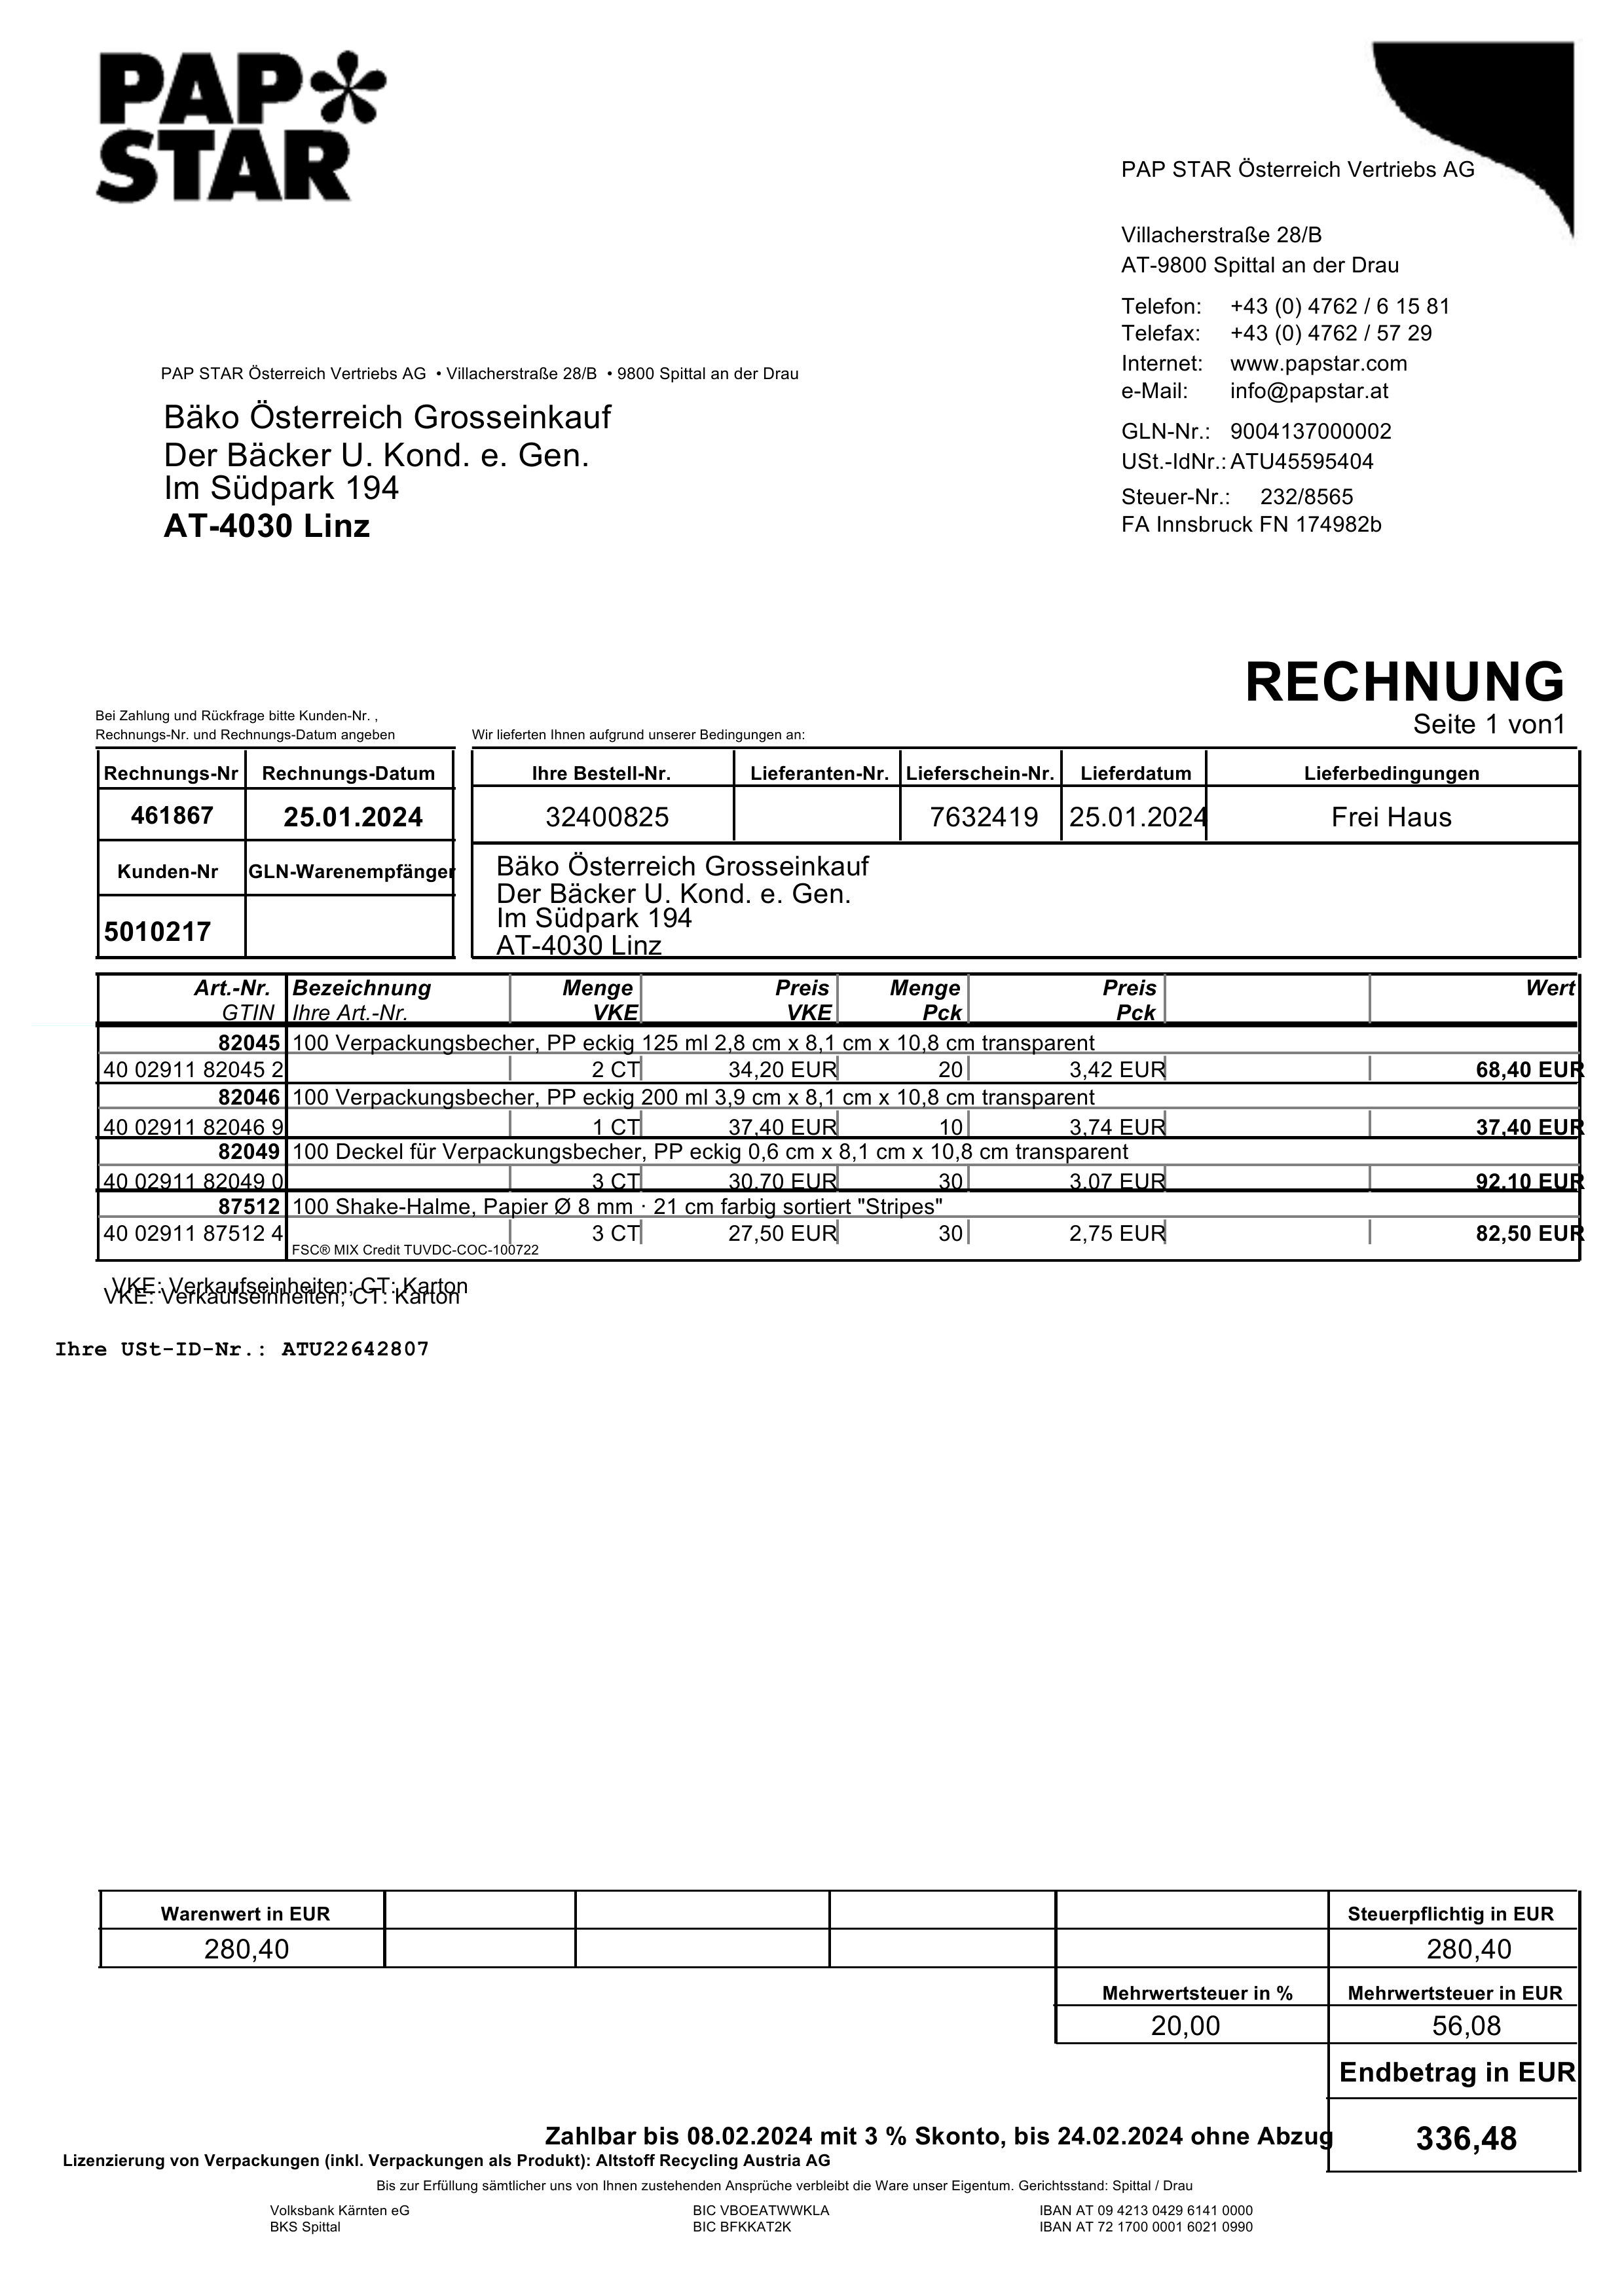 PAP STAR
PAP STAR Österreich Vertriebs AG
Villacherstraße 28/B
AT-9800 Spittal an der Drau
Telefon: +43 (0) 4762 / 6 15 81
Telefax: +43 (0) 4762 / 57 29
Internet: www.papstar.com
e-Mail: info@papstar.at
GLN-Nr.: 9004137000002
USt.-IdNr.: ATU45595404
Steuer-Nr.: 232/8565
FA Innsbruck FN 174982b
PAP STAR Österreich Vertriebs AG • Villacherstraße 28/B • 9800 Spittal an der Drau
Bäko Österreich Grosseinkauf
Der Bäcker U. Kond. e. Gen.
Im Südpark 194
AT-4030 Linz
RECHNUNG
Seite 1 von1
Bei Zahlung und Rückfrage bitte Kunden-Nr. ,
Rechnungs-Nr. und Rechnungs-Datum angeben
Wir lieferten Ihnen aufgrund unserer Bedingungen an:
Rechnungs-Nr Rechnungs-Datum Ihre Bestell-Nr. Lieferanten-Nr. Lieferschein-Nr. Lieferdatum Lieferbedingungen
461867 25.01.2024 32400825 7632419 25.01.2024 Frei Haus
Kunden-Nr GLN-Warenempfänger
5010217
Bäko Österreich Grosseinkauf
Der Bäcker U. Kond. e. Gen.
Im Südpark 194
AT-4030 Linz
Art.-Nr. Bezeichnung Menge Preis Menge Preis Wert
GTIN Ihre Art.-Nr. VKE VKE Pck Pck
82045 100 Verpackungsbecher, PP eckig 125 ml 2,8 cm x 8,1 cm x 10,8 cm transparent
40 02911 82045 2 2 CT 34,20 EUR 20 3,42 EUR 68,40 EUR
82046 100 Verpackungsbecher, PP eckig 200 ml 3,9 cm x 8,1 cm x 10,8 cm transparent
40 02911 82046 9 1 CT 37,40 EUR 10 3,74 EUR 37,40 EUR
82049 100 Deckel für Verpackungsbecher, PP eckig 0,6 cm x 8,1 cm x 10,8 cm transparent
40 02911 82049 0 3 CT 30,70 EUR 30 3,07 EUR 92,10 EUR
87512 100 Shake-Halme, Papier Ø 8 mm · 21 cm farbig sortiert "Stripes"
40 02911 87512 4 3 CT 27,50 EUR 30 2,75 EUR 82,50 EUR
FSC® MIX Credit TUVDC-COC-100722
VKE: Verkaufseinheiten; CT: Karton
VKE: Verkaufseinheiten; CT: Karton
Ihre USt-ID-Nr.: ATU22642807
Warenwert in EUR Steuerpflichtig in EUR
280,40 280,40
Mehrwertsteuer in % Mehrwertsteuer in EUR
20,00 56,08
Endbetrag in EUR
Zahlbar bis 08.02.2024 mit 3 % Skonto, bis 24.02.2024 ohne Abzug 336,48
Lizenzierung von Verpackungen (inkl. Verpackungen als Produkt): Altstoff Recycling Austria AG
Bis zur Erfüllung sämtlicher uns von Ihnen zustehenden Ansprüche verbleibt die Ware unser Eigentum. Gerichtsstand: Spittal / Drau
Volksbank Kärnten eG BIC VBOEATWWKLA IBAN AT 09 4213 0429 6141 0000
BKS Spittal BIC BFKKAT2K IBAN AT 72 1700 0001 6021 0990